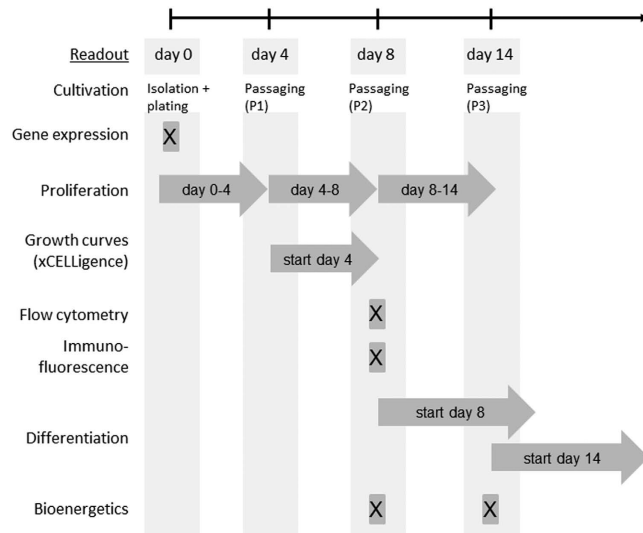 Readout day 0 day 4 day 8 day 14
Cultivation Isolation + Passaging Passaging Passaging
plating (P1) (P2) (P3)
Gene expression X
Proliferation day 0-4 day 4-8 day 8-14
Growth curves
(xCELLigence) start day 4
Flow cytometry X
Immuno- X
fluorescence
start day 8
Differentiation
start day 14
Bioenergetics X X